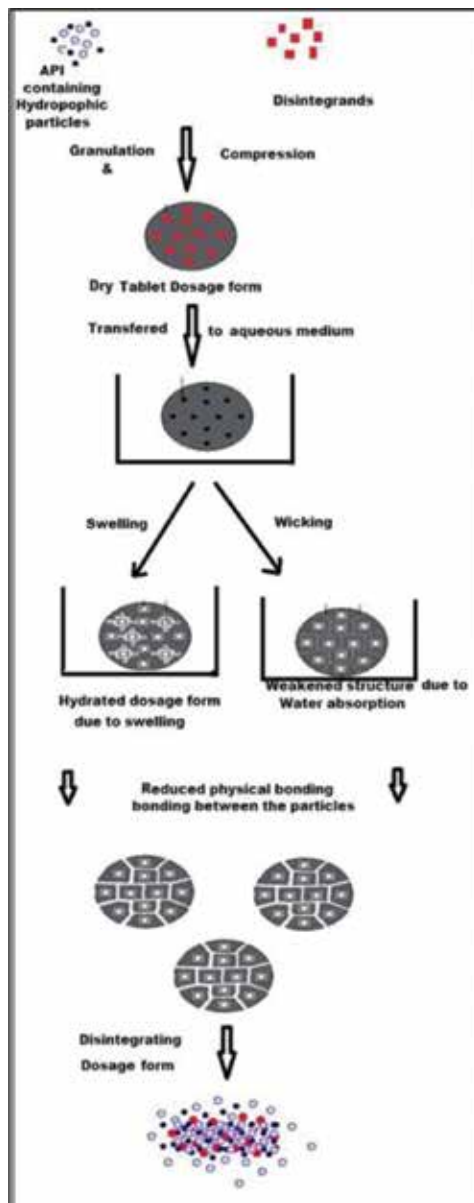 API
containing
Hydropophic
particles
Disintegrands
Granulation
&
Compression
Dry Tablet Dosage form
Transfered to aqueous medium
Swelling
Wicking
Hydrated dosage form
due to swelling
Weakened structure due to
Water absorption
Reduced physical bonding
bonding between the particles
Disintegrating
Dosage form